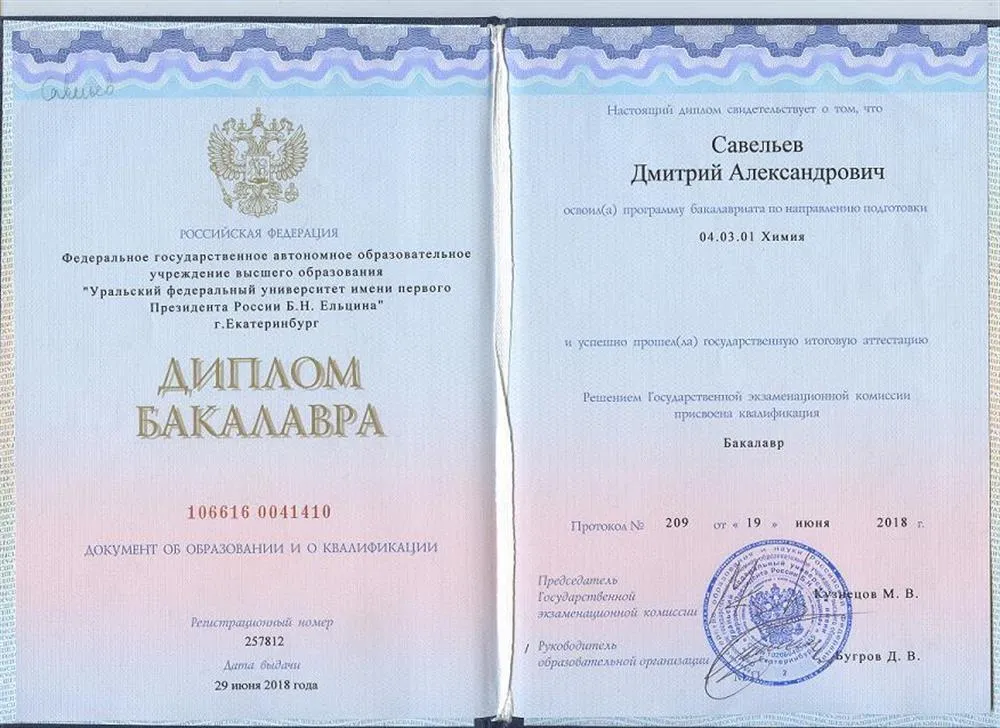 РОССИЙСКАЯ ФЕДЕРАЦИЯ
Федеральное государственное автономное образовательное
учреждение высшего образования
"Уральский федеральный университет имени первого
Президента России Б.Н. Ельцина"
г.Екатеринбург
ДИПЛОМ
БАКАЛАВРА
106616 0041410
ДОКУМЕНТ ОБ ОБРАЗОВАНИИ И О КВАЛИФИКАЦИИ
Регистрационный номер
257812
Дата выдачи
29 июня 2018 года
Настоящий диплом свидетельствует о том, что
Савельев
Дмитрий Александрович
освоил(а) программу бакалавриата по направлению подготовки
04.03.01 Химия
и успешно прошел(ла) государственную итоговую аттестацию
Решением Государственной экзаменационной комиссии
присвоена квалификация
Бакалавр
Протокол № 209 от « 19 » июня 2018 г.
Председатель
Государственной
экзаменационной комиссии
Кузнецов М. В.
Руководитель
образовательной организации
Бугров Д. В.